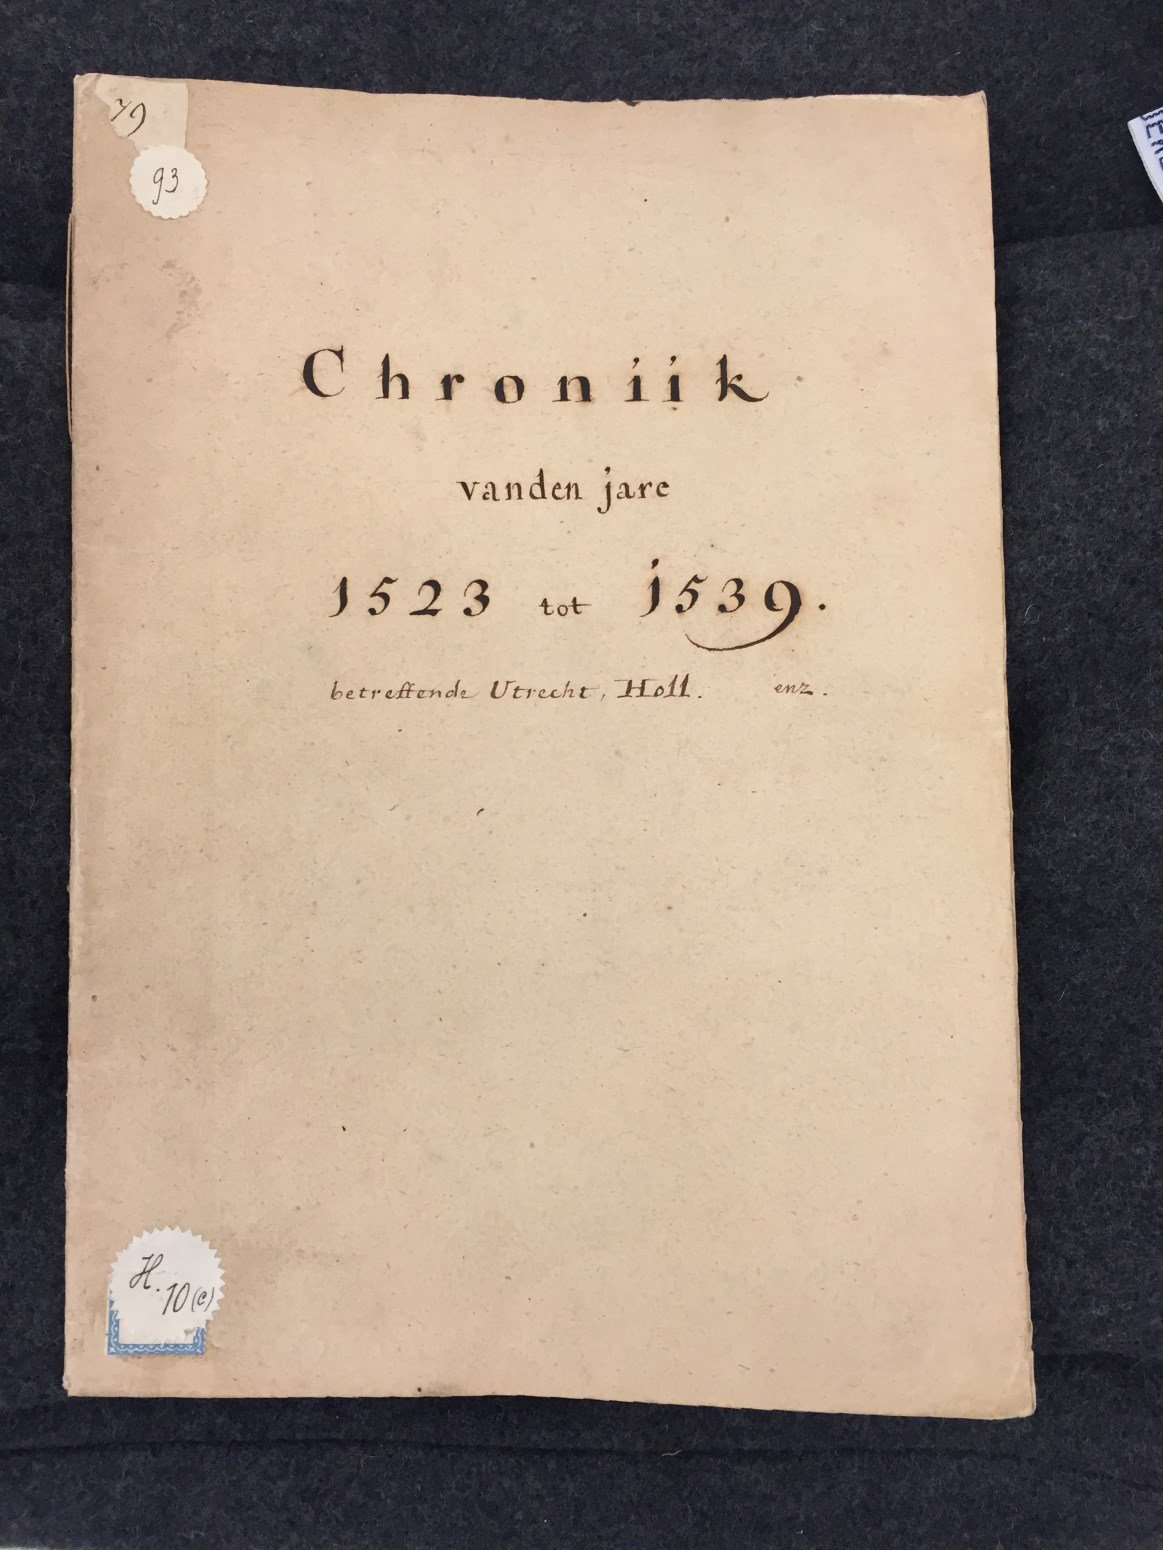 79
93
Chroniik
vanden jare
1523 tot 1539.
betreffende Utrecht, Holl. enz.
H. 10(c)